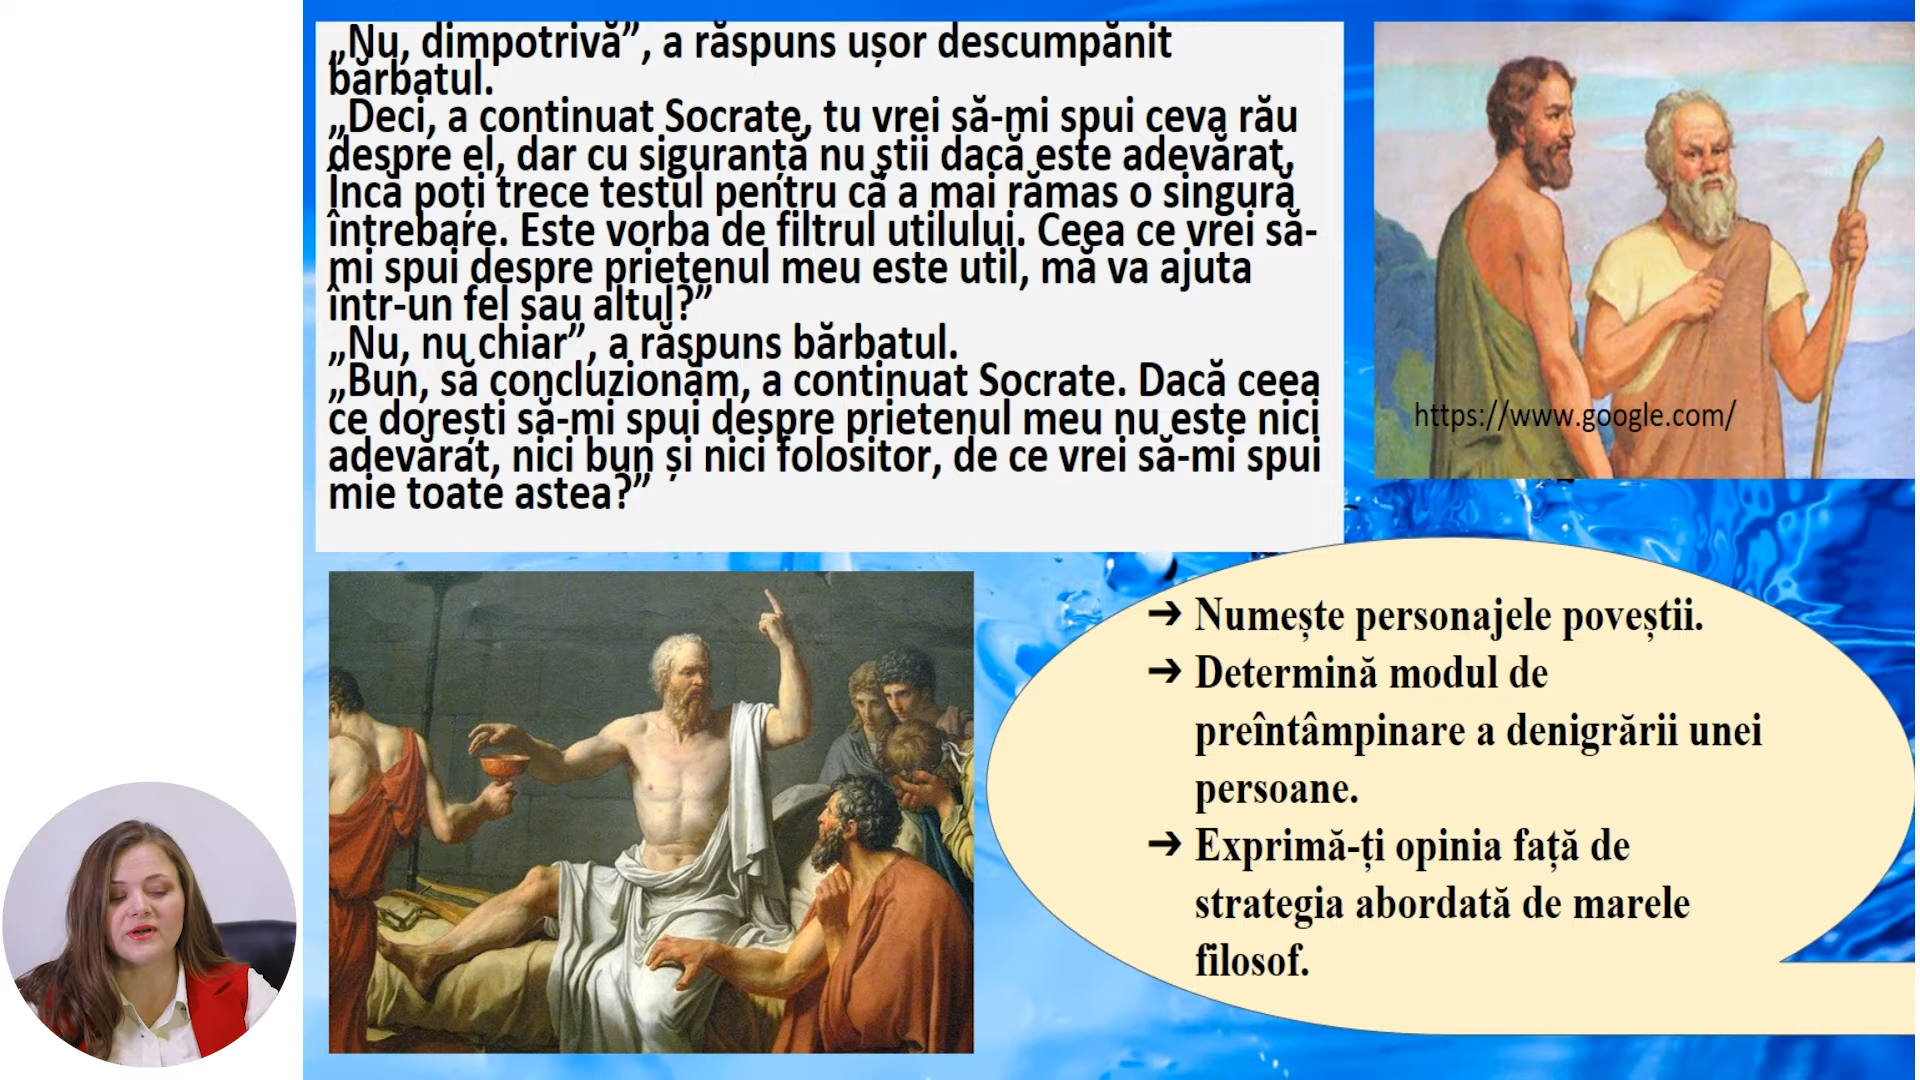 „Nu, dimpotrivă”, a răspuns ușor descumpănit
bărbatul.
„Deci, a continuat Socrate, tu vrei să-mi spui ceva rău
despre el, dar cu siguranță nu știi dacă este adevărat.
Încă poți trece testul pentru că a mai rămas o singură
întrebare. Este vorba de filtrul utilului. Ceea ce vrei să-
mi spui despre prietenul meu este util, mă va ajuta
într-un fel sau altul?”
„Nu, nu chiar”, a răspuns bărbatul.
„Bun, să concluzionăm, a continuat Socrate. Dacă ceea
ce dorești să-mi spui despre prietenul meu nu este nici
adevărat, nici bun și nici folositor, de ce vrei să-mi spui
mie toate astea?”
https://www.google.com/
➔ Numește personajele poveștii.
➔ Determină modul de
preîntâmpinare a denigrării unei
persoane.
➔ Exprimă-ți opinia față de
strategia abordată de marele
filosof.